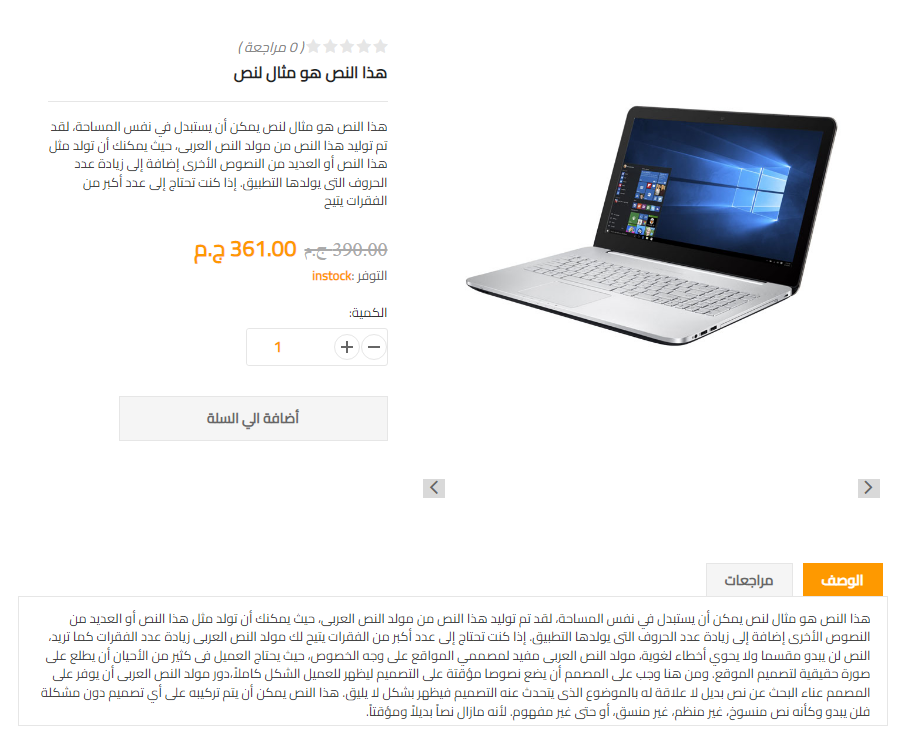 ( 0 مراجعة )
هذا النص هو مثال لنص
هذا النص هو مثال لنص يمكن أن يستبدل في نفس المساحة، لقد
تم توليد هذا النص من مولد النص العربى، حيث يمكنك أن تولد مثل
هذا النص أو العديد من النصوص الأخرى إضافة إلى زيادة عدد
الحروف التى يولدها التطبيق. إذا كنت تحتاج إلى عدد أكبر من
الفقرات يتيح
390.00 ج.م 361.00 ج.م
التوفر :instock
الكمية:
1
أضافة الي السلة
الوصف
مراجعات
هذا النص هو مثال لنص يمكن أن يستبدل في نفس المساحة، لقد تم توليد هذا النص من مولد النص العربى، حيث يمكنك أن تولد مثل هذا النص أو العديد من
النصوص الأخرى إضافة إلى زيادة عدد الحروف التى يولدها التطبيق. إذا كنت تحتاج إلى عدد أكبر من الفقرات يتيح لك مولد النص العربى زيادة عدد الفقرات كما تريد،
النص لن يبدو مقسما ولا يحوي أخطاء لغوية، مولد النص العربى مفيد لمصممي المواقع على وجه الخصوص، حيث يحتاج العميل فى كثير من الأحيان أن يطلع على
صورة حقيقية لتصميم الموقع. ومن هنا وجب على المصمم أن يضع نصوصا مؤقتة على التصميم ليظهر للعميل الشكل كاملاً،دور مولد النص العربى أن يوفر على
المصمم عناء البحث عن نص بديل لا علاقة له بالموضوع الذى يتحدث عنه التصميم فيظهر بشكل لا يليق. هذا النص يمكن أن يتم تركيبه على أي تصميم دون مشكلة
فلن يبدو وكأنه نص منسوخ، غير منظم، غير منسق، أو حتى غير مفهوم. لأنه مازال نصاً بديلاً ومؤقتاً.